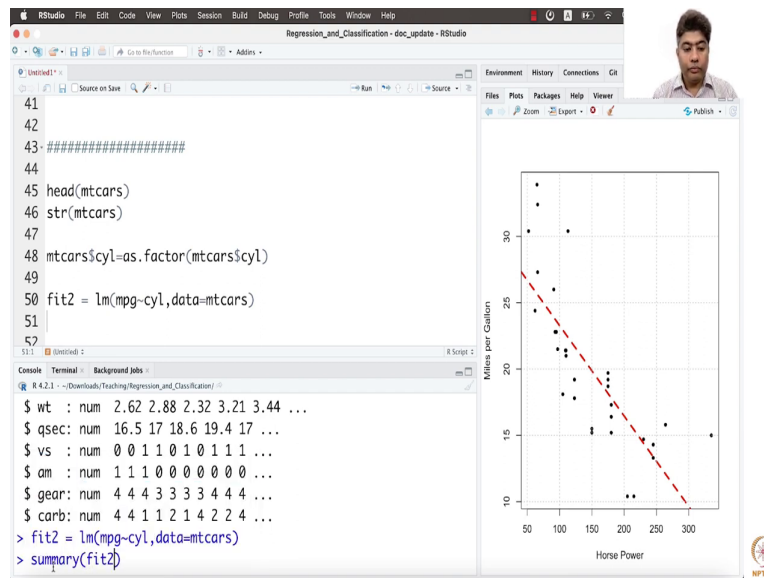 RStudio File Edit Code View Plots Session Build Debug Profile Tools Window Help
Regression_and_Classification - doc_update - RStudio
Go to file/function Addins
Untitled1*
Source on Save Run Source
41
42
43 ####################
44
45 head(mtcars)
46 str(mtcars)
47
48 mtcars$cyl=as.factor(mtcars$cyl)
49
50 fit2 = lm(mpg~cyl,data=mtcars)
51
52
51:1 (Untitled) R Script
Console Terminal Background Jobs
R 4.2.1 · ~/Downloads/Teaching/Regression_and_Classification/
$ wt : num 2.62 2.88 2.32 3.21 3.44 ...
$ qsec: num 16.5 17 18.6 19.4 17 ...
$ vs : num 0 0 1 1 0 1 0 1 1 1 ...
$ am : num 1 1 1 0 0 0 0 0 0 0 ...
$ gear: num 4 4 4 3 3 3 3 4 4 4 ...
$ carb: num 4 4 1 1 2 1 4 2 2 4 ...
> fit2 = lm(mpg~cyl,data=mtcars)
> summary(fit2)
Environment History Connections Git
Files Plots Packages Help Viewer
Zoom Export Publish
Miles per Gallon
30
25
20
15
10
50 100 150 200 250 300
Horse Power
NPT